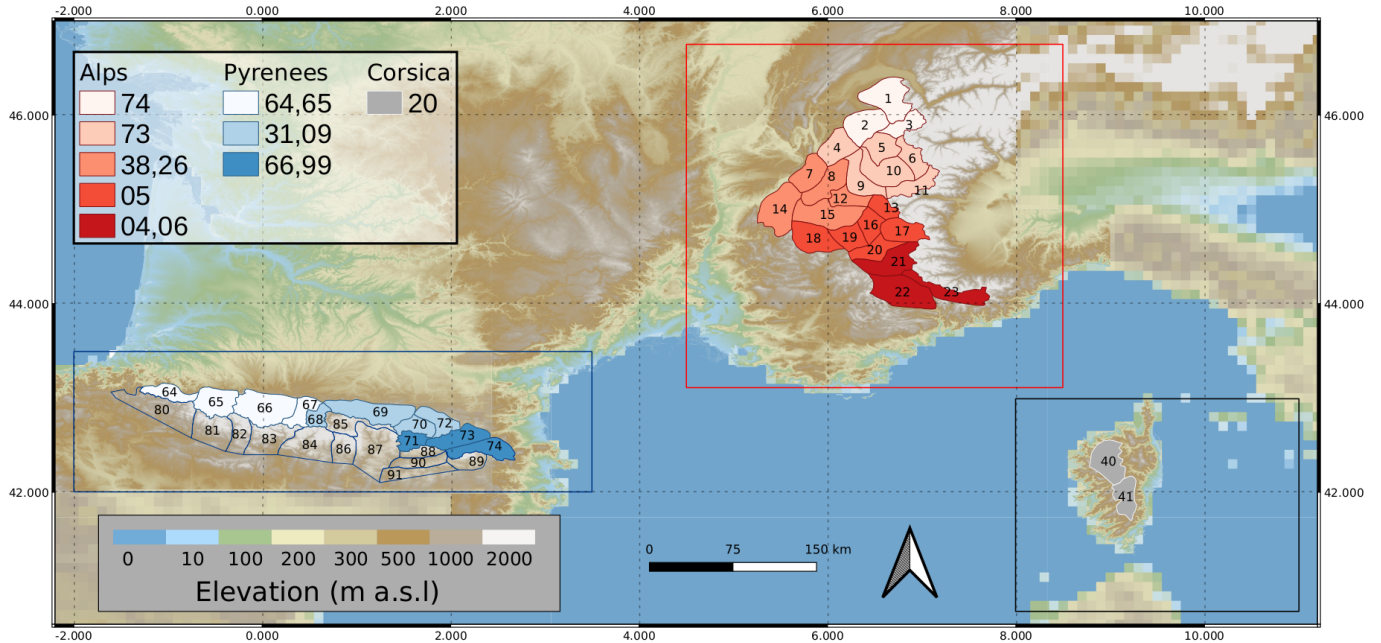 -2.000 0.000 2.000 4.000 6.000 8.000 10.000
Alps Pyrenees Corsica
74 64,65 20
73 31,09
38,26 66,99
05
04,06
46.000 46.000
44.000 44.000
42.000 42.000
1
2 3
4 5
6
7 8 10
9 11
12
14 15 13
16
18 19 17
20
21
22 23
64
80 65 66 67 69
68 85 70 72
81 82 83 84 86 87 71 73
88 74
90 89
91
40
41
0 10 100 200 300 500 1000 2000
Elevation (m a.s.l)
0 75 150 km
-2.000 0.000 2.000 4.000 6.000 8.000 10.000